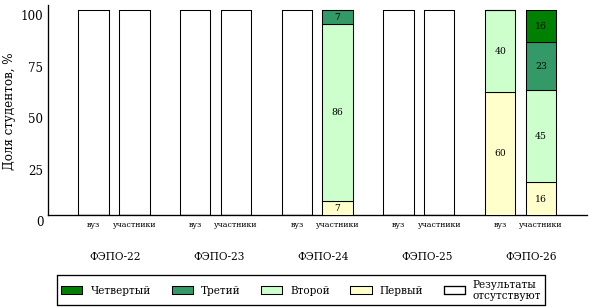 Доля студентов, %
100
75
50
25
0
7
86
7
40
60
16
23
45
16
вуз участники вуз участники вуз участники вуз участники вуз участники
ФЭПО-22 ФЭПО-23 ФЭПО-24 ФЭПО-25 ФЭПО-26
Четвертый Третий Второй Первый Результаты
отсутствуют